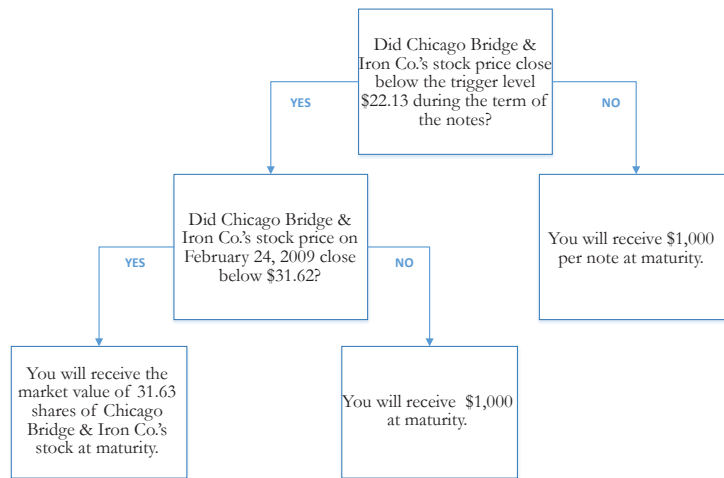 Did Chicago Bridge &
Iron Co.'s stock price close
below the trigger level
$22.13 during the term of
the notes?
YES
NO
Did Chicago Bridge &
Iron Co.'s stock price on
February 24, 2009 close
below $31.62?
You will receive $1,000
per note at maturity.
YES
NO
You will receive the
market value of 31.63
shares of Chicago
Bridge & Iron Co.'s
stock at maturity.
You will receive $1,000
at maturity.